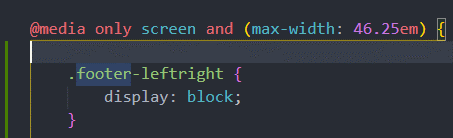 @media only screen and (max-width: 46.25em) {
.footer-leftright {
display: block;
}